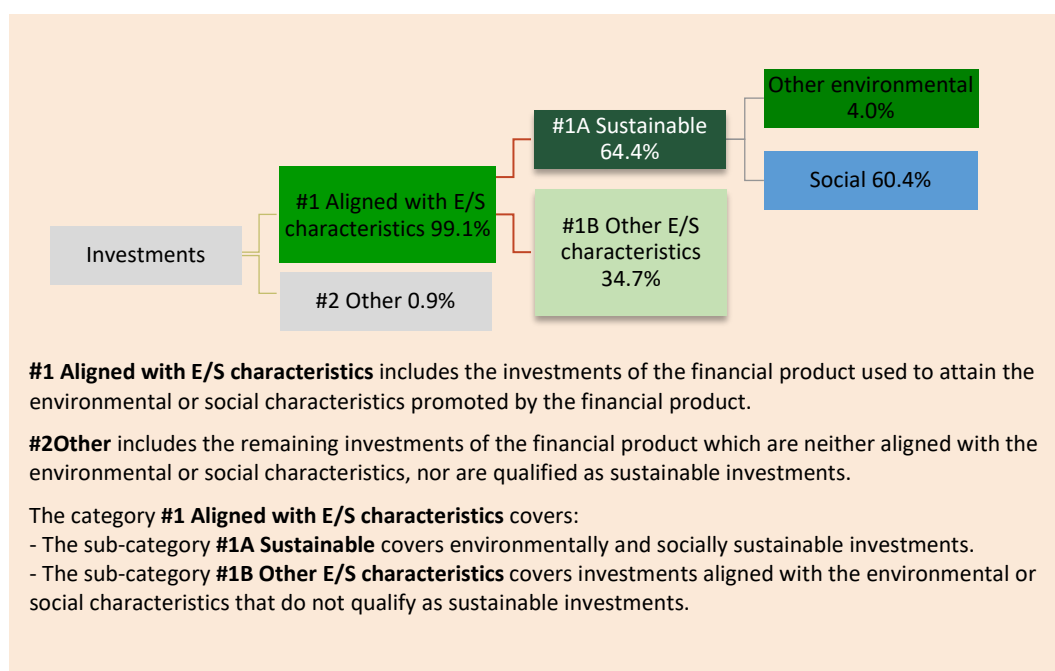 Other environmental
4.0%
#1A Sustainable
64.4%
Social 60.4%
#1 Aligned with E/S
characteristics 99.1%
#1B Other E/S
characteristics
34.7%
Investments
#2 Other 0.9%
#1 Aligned with E/S characteristics includes the investments of the financial product used to attain the
environmental or social characteristics promoted by the financial product.
#2Other includes the remaining investments of the financial product which are neither aligned with the
environmental or social characteristics, nor are qualified as sustainable investments.
The category #1 Aligned with E/S characteristics covers:
- The sub-category #1A Sustainable covers environmentally and socially sustainable investments.
- The sub-category #1B Other E/S characteristics covers investments aligned with the environmental or
social characteristics that do not qualify as sustainable investments.